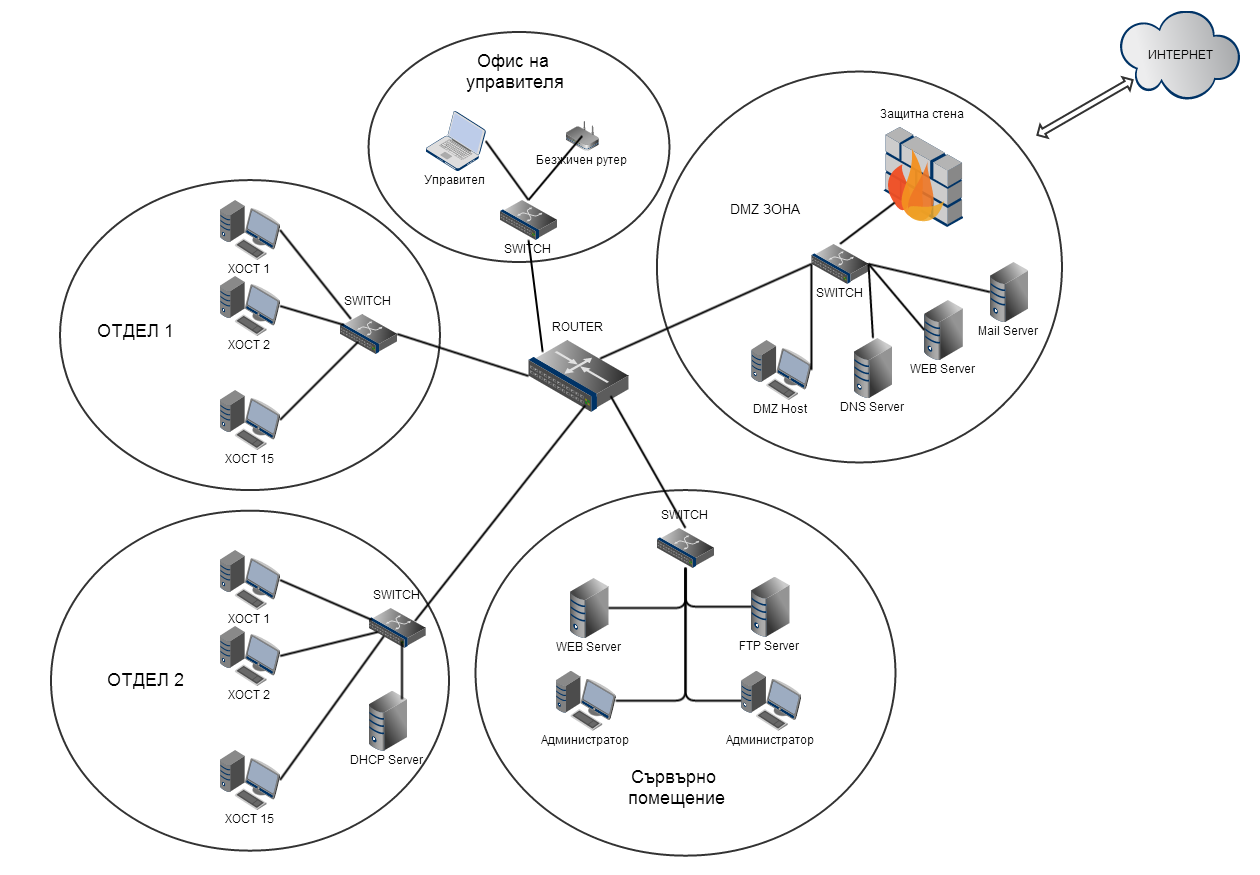 ИНТЕРНЕТ
Офис на
управителя
Управител
Безжичен рутер
SWITCH
Защитна стена
DMZ ЗОНА
SWITCH
Mail Server
WEB Server
DNS Server
DMZ Host
ОТДЕЛ 1
ХОСТ 1
ХОСТ 2
ХОСТ 15
SWITCH
ROUTER
ОТДЕЛ 2
ХОСТ 1
ХОСТ 2
ХОСТ 15
SWITCH
DHCP Server
SWITCH
WEB Server
FTP Server
Администратор
Администратор
Сървърно
помещение